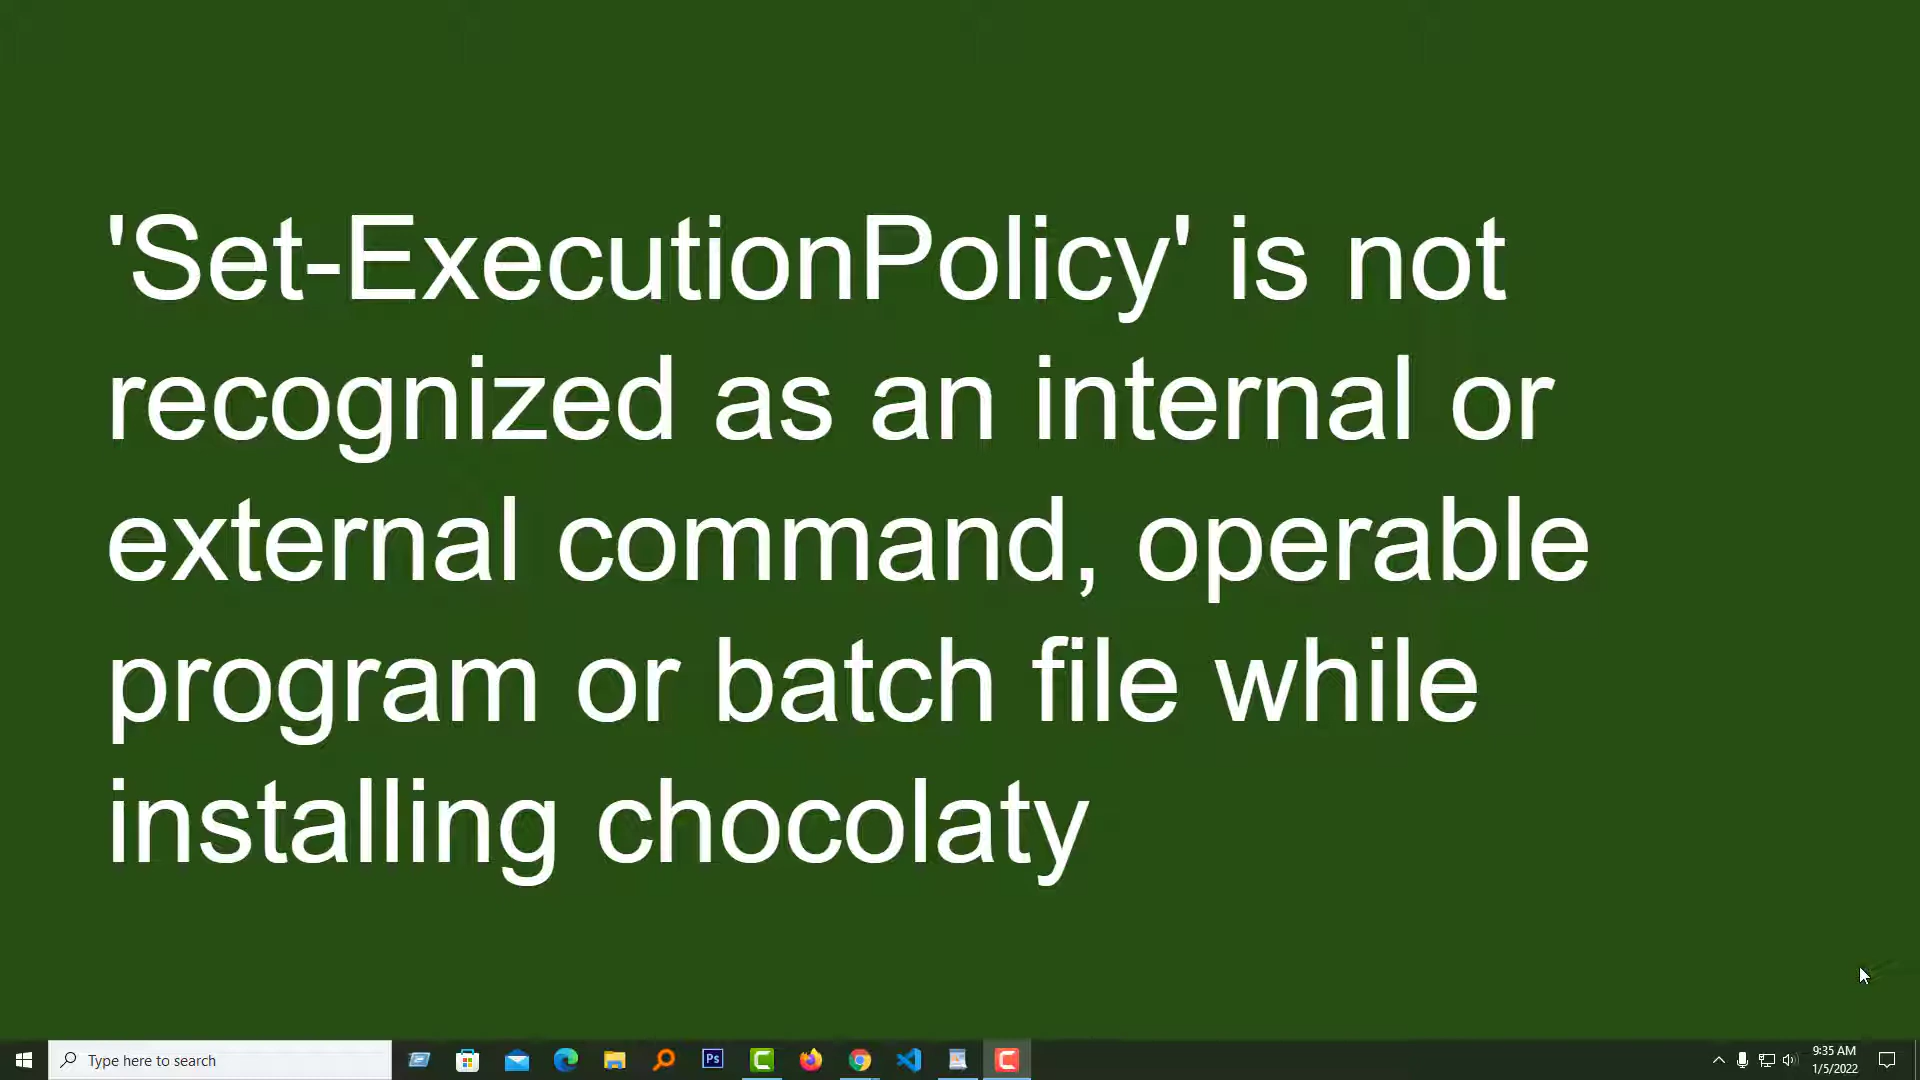 'Set-ExecutionPolicy' is not
recognized as an internal or
external command, operable
program or batch file while
installing chocolaty
Type here to search
Ps
9:35 AM
1/5/2022